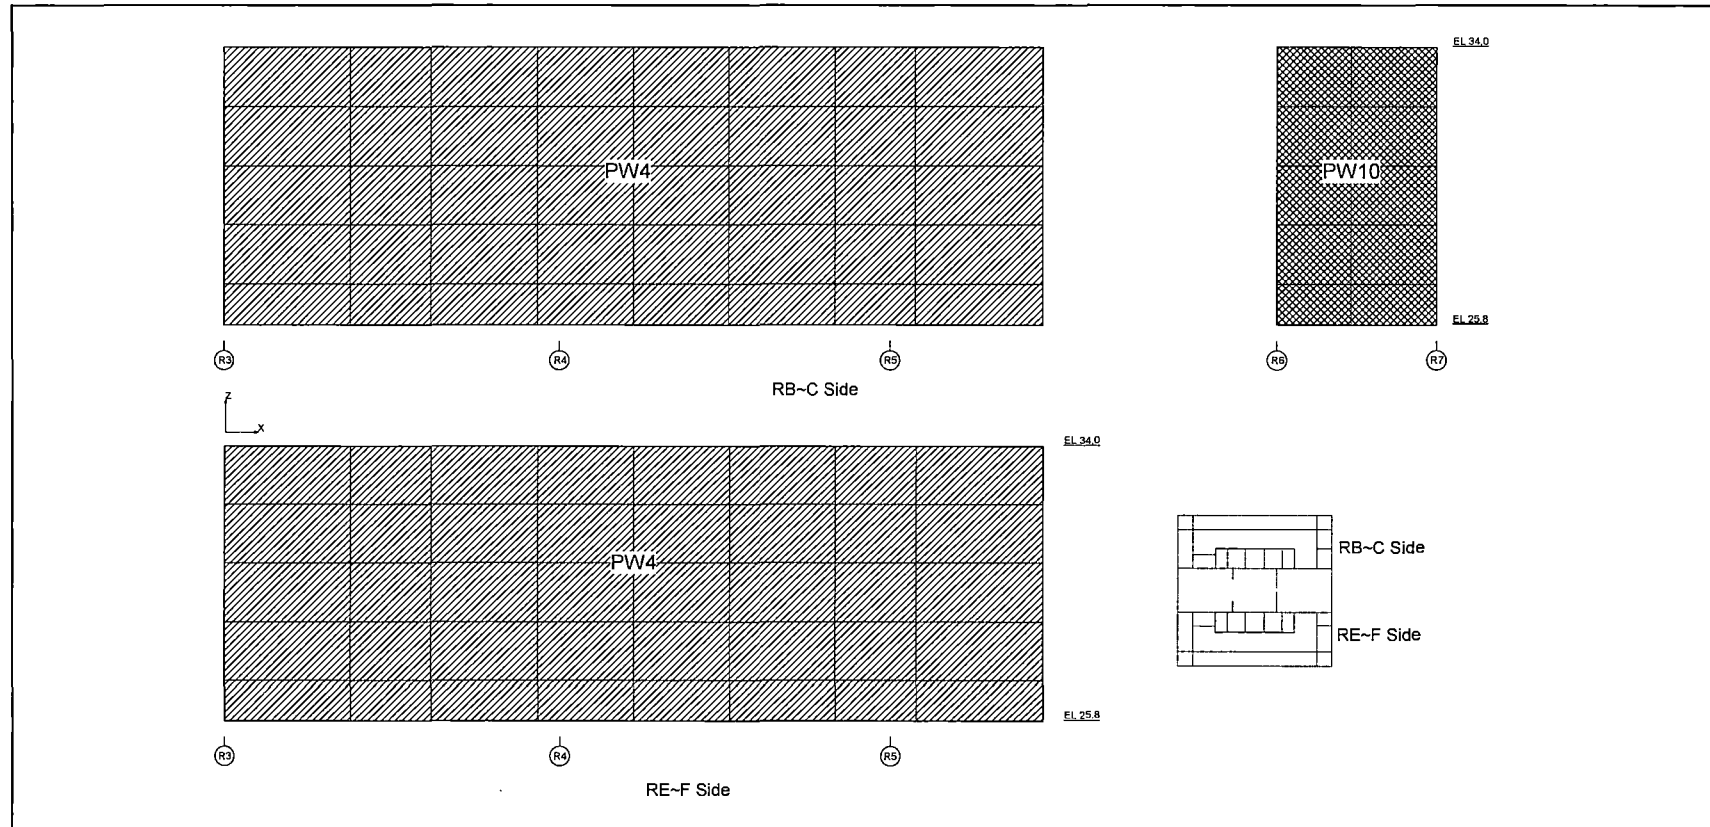 EL 34.0
PW4
PW10
EL 25.8
R3
R4
R5
R6
R7
RB~C Side
Z
X
EL 34.0
PW4
RB~C Side
RE~F Side
EL 25.8
R3
R4
R5
RE~F Side